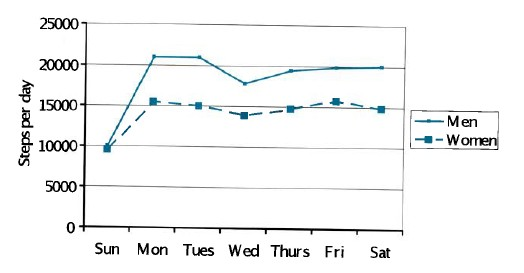 25000
20000
15000
10000
5000
0
Steps per day
Sun Mon Tues Wed Thurs Fri Sat
Men
Women